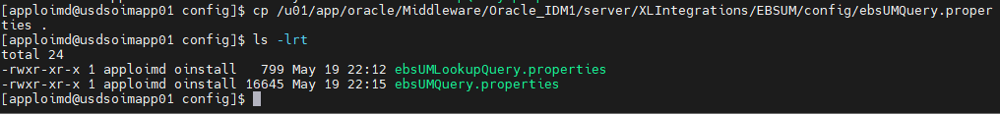 [apploimd@usdsoimapp01 config]$ cp /u01/app/oracle/Middleware/Oracle_IDM1/server/XLIntegrations/EBSUM/config/ebsUMQuery.proper
ties .
[apploimd@usdsoimapp01 config]$ ls -lrt
total 24
-rwxr-xr-x 1 apploimd oinstall   799 May 19 22:12 ebsUMLookupQuery.properties
-rwxr-xr-x 1 apploimd oinstall 16645 May 19 22:15 ebsUMQuery.properties
[apploimd@usdsoimapp01 config]$